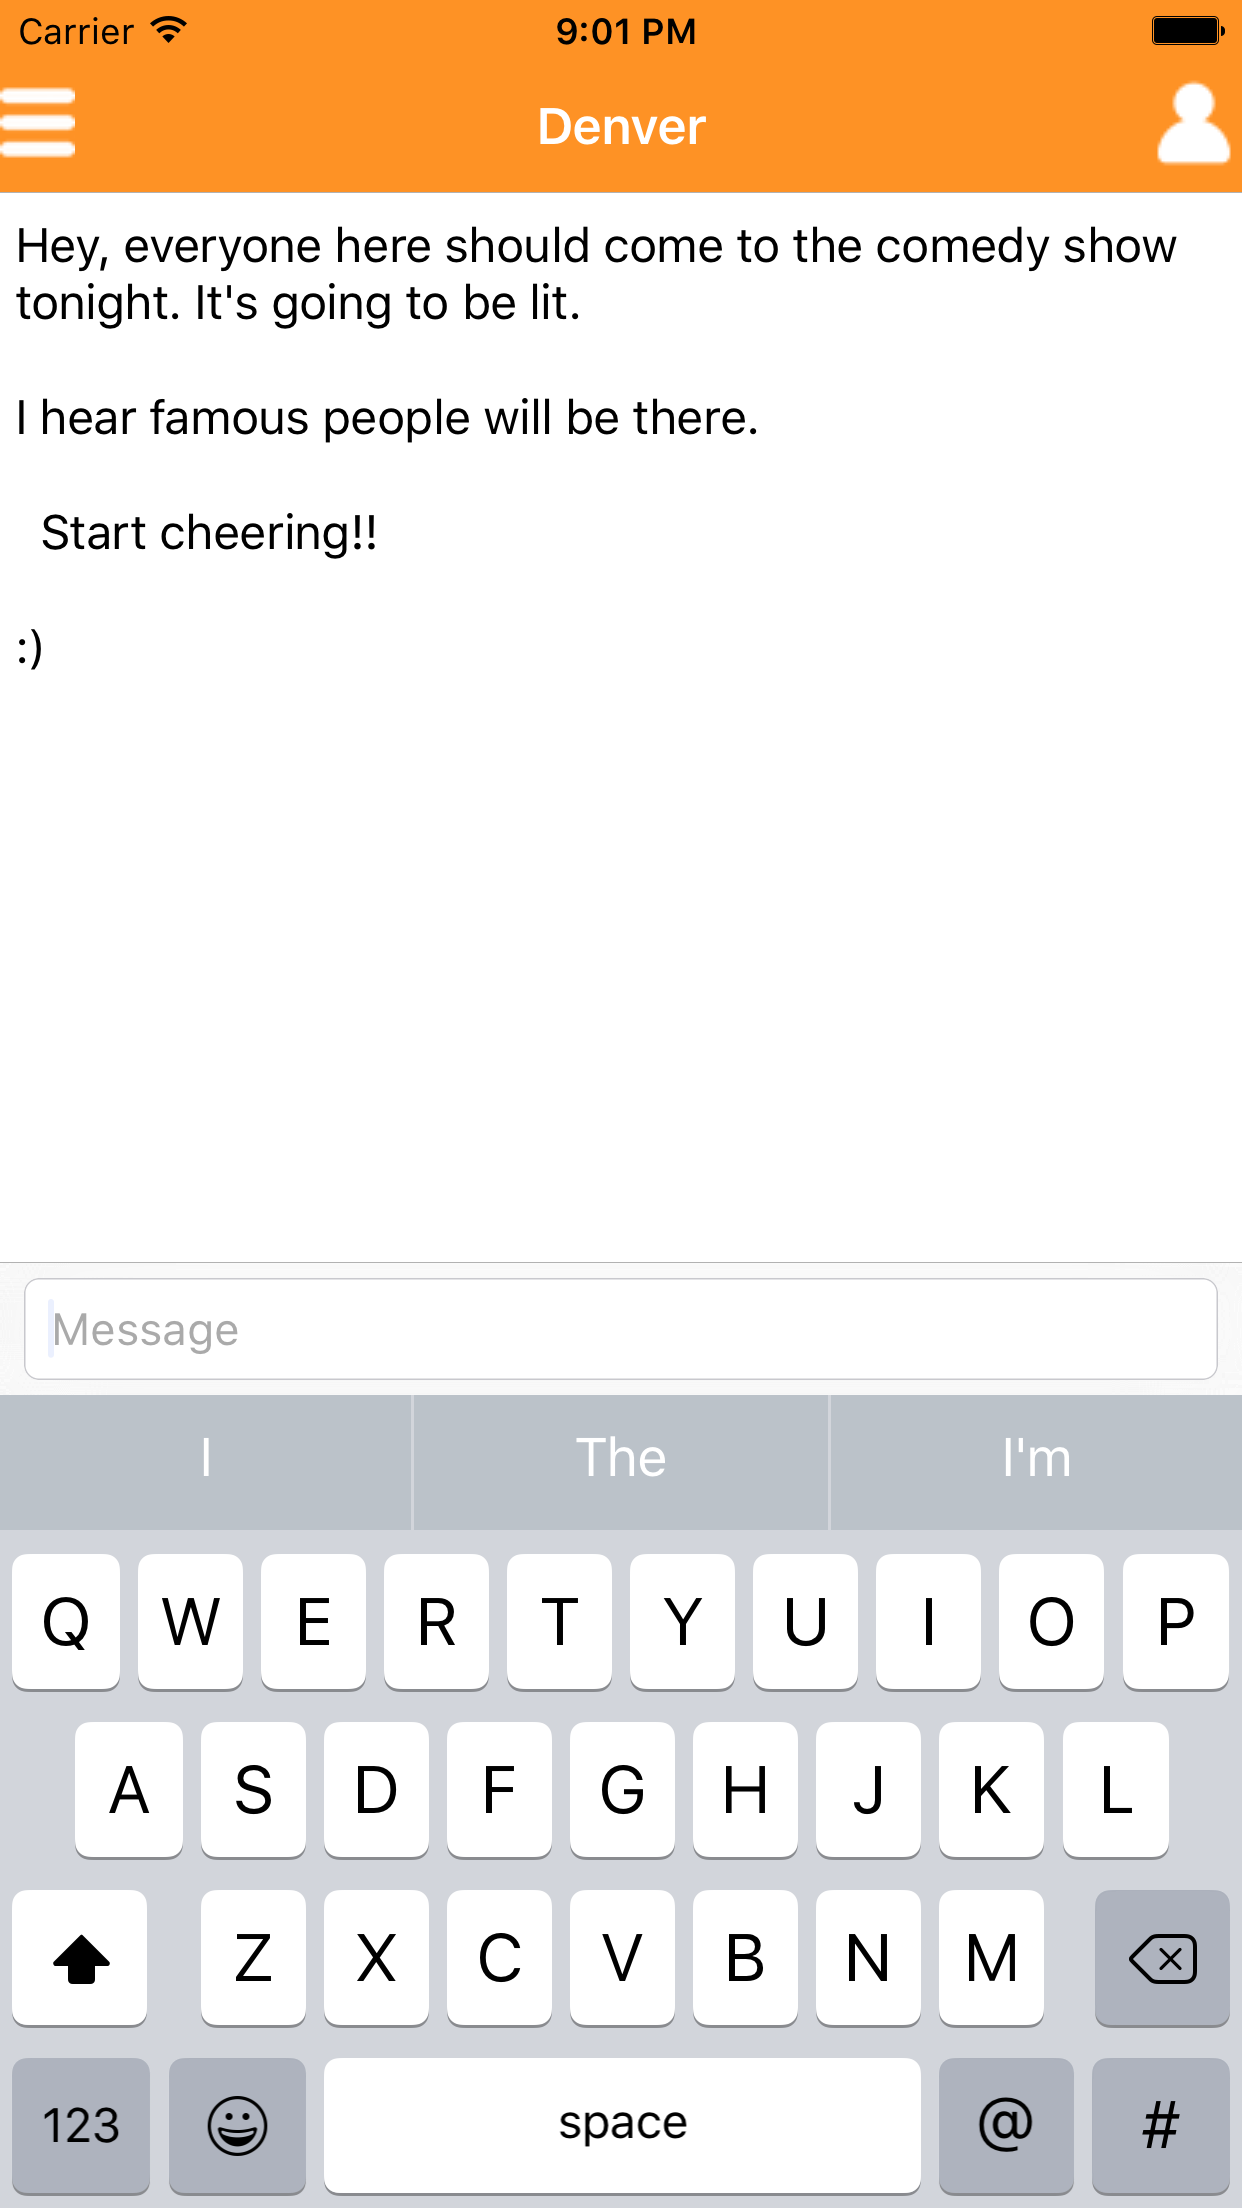 Carrier 9:01 PM
Denver
Hey, everyone here should come to the comedy show
tonight. It's going to be lit.
I hear famous people will be there.
Start cheering!!
:)
Message
I The I'm
Q W E R T Y U I O P
A S D F G H J K L
Z X C V B N M
123 space @ #